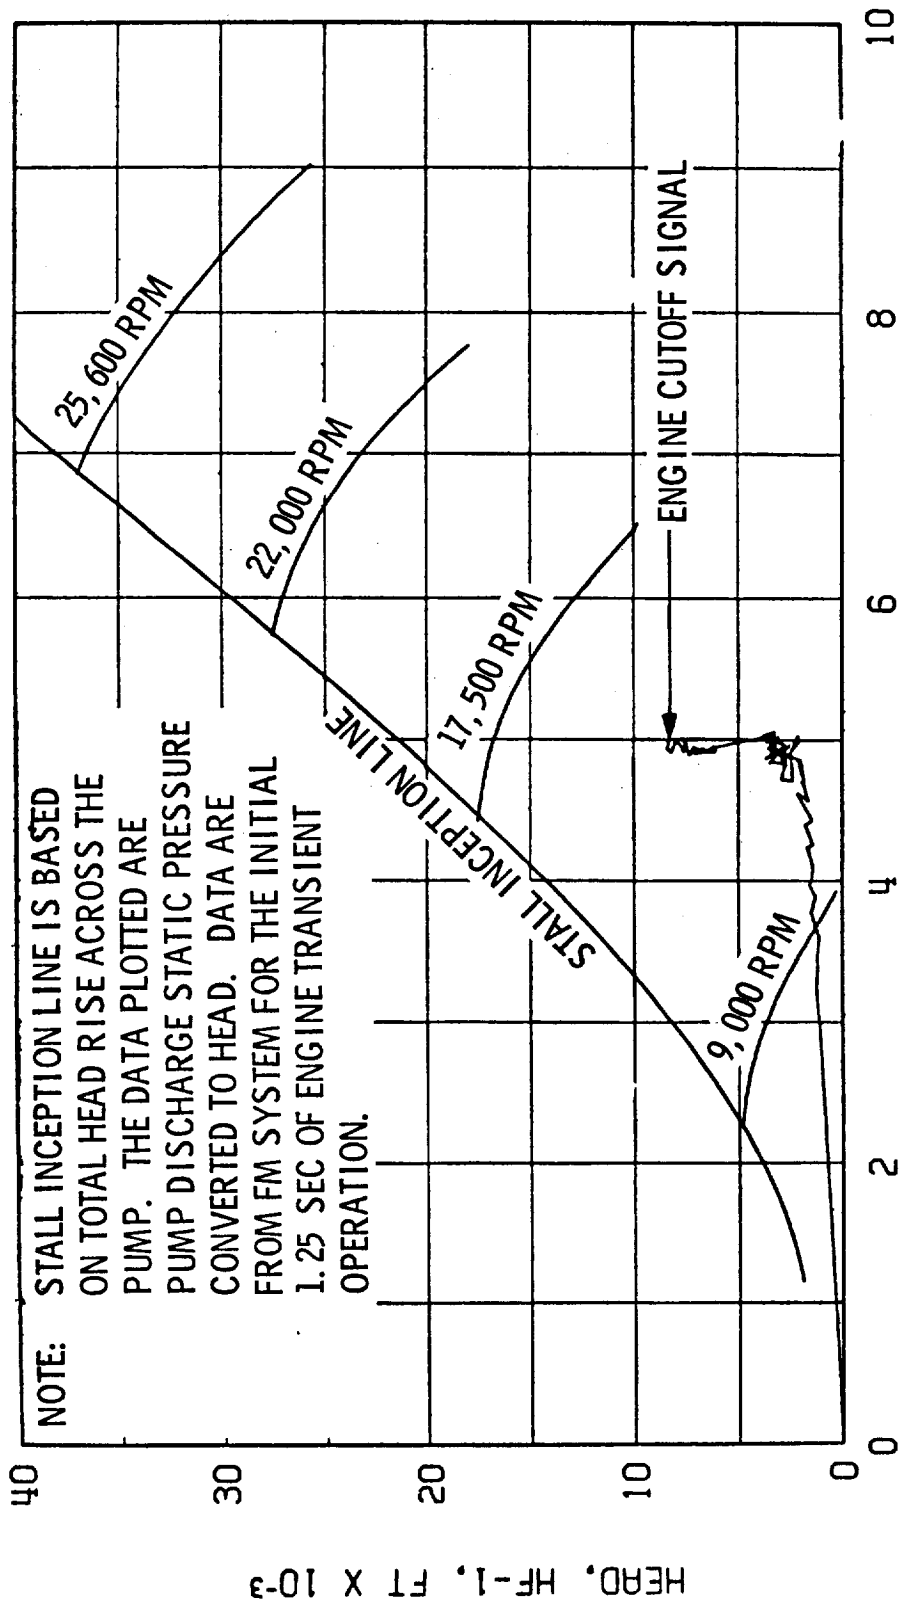 NOTE: STALL INCEPTION LINE IS BASED
ON TOTAL HEAD RISE ACROSS THE
PUMP. THE DATA PLOTTED ARE
PUMP DISCHARGE STATIC PRESSURE
CONVERTED TO HEAD. DATA ARE
FROM FM SYSTEM FOR THE INITIAL
1.25 SEC OF ENGINE TRANSIENT
OPERATION.
25,600 RPM
22,000 RPM
17,500 RPM
9,000 RPM
STALL INCEPTION LINE
ENGINE CUTOFF SIGNAL
HEAD, HF-1, FT X 10-3
40
30
20
10
0
0 2 4 6 8 10